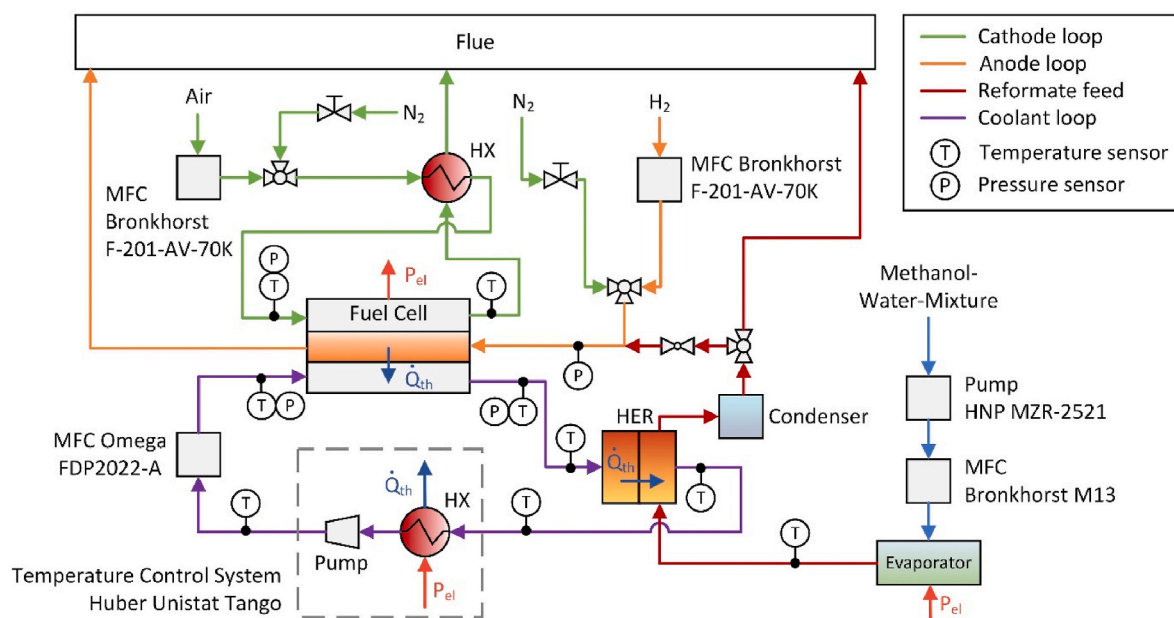 Flue
Cathode loop
Anode loop
Reformate feed
Coolant loop
T Temperature sensor
P Pressure sensor
Air
N₂
HX
MFC
Bronkhorst
F-201-AV-70K
N₂
H₂
MFC Bronkhorst
F-201-AV-70K
P
T
Pel
T
Fuel Cell
Q̇th
P
T P
P T
Methanol-
Water-Mixture
Pump
HNP MZR-2521
MFC
Bronkhorst M13
Evaporator
Pel
Condenser
HER
Q̇th
T
T
T
MFC Omega
FDP2022-A
T
Q̇th
HX
Pump
Pel
T
Temperature Control System
Huber Unistat Tango